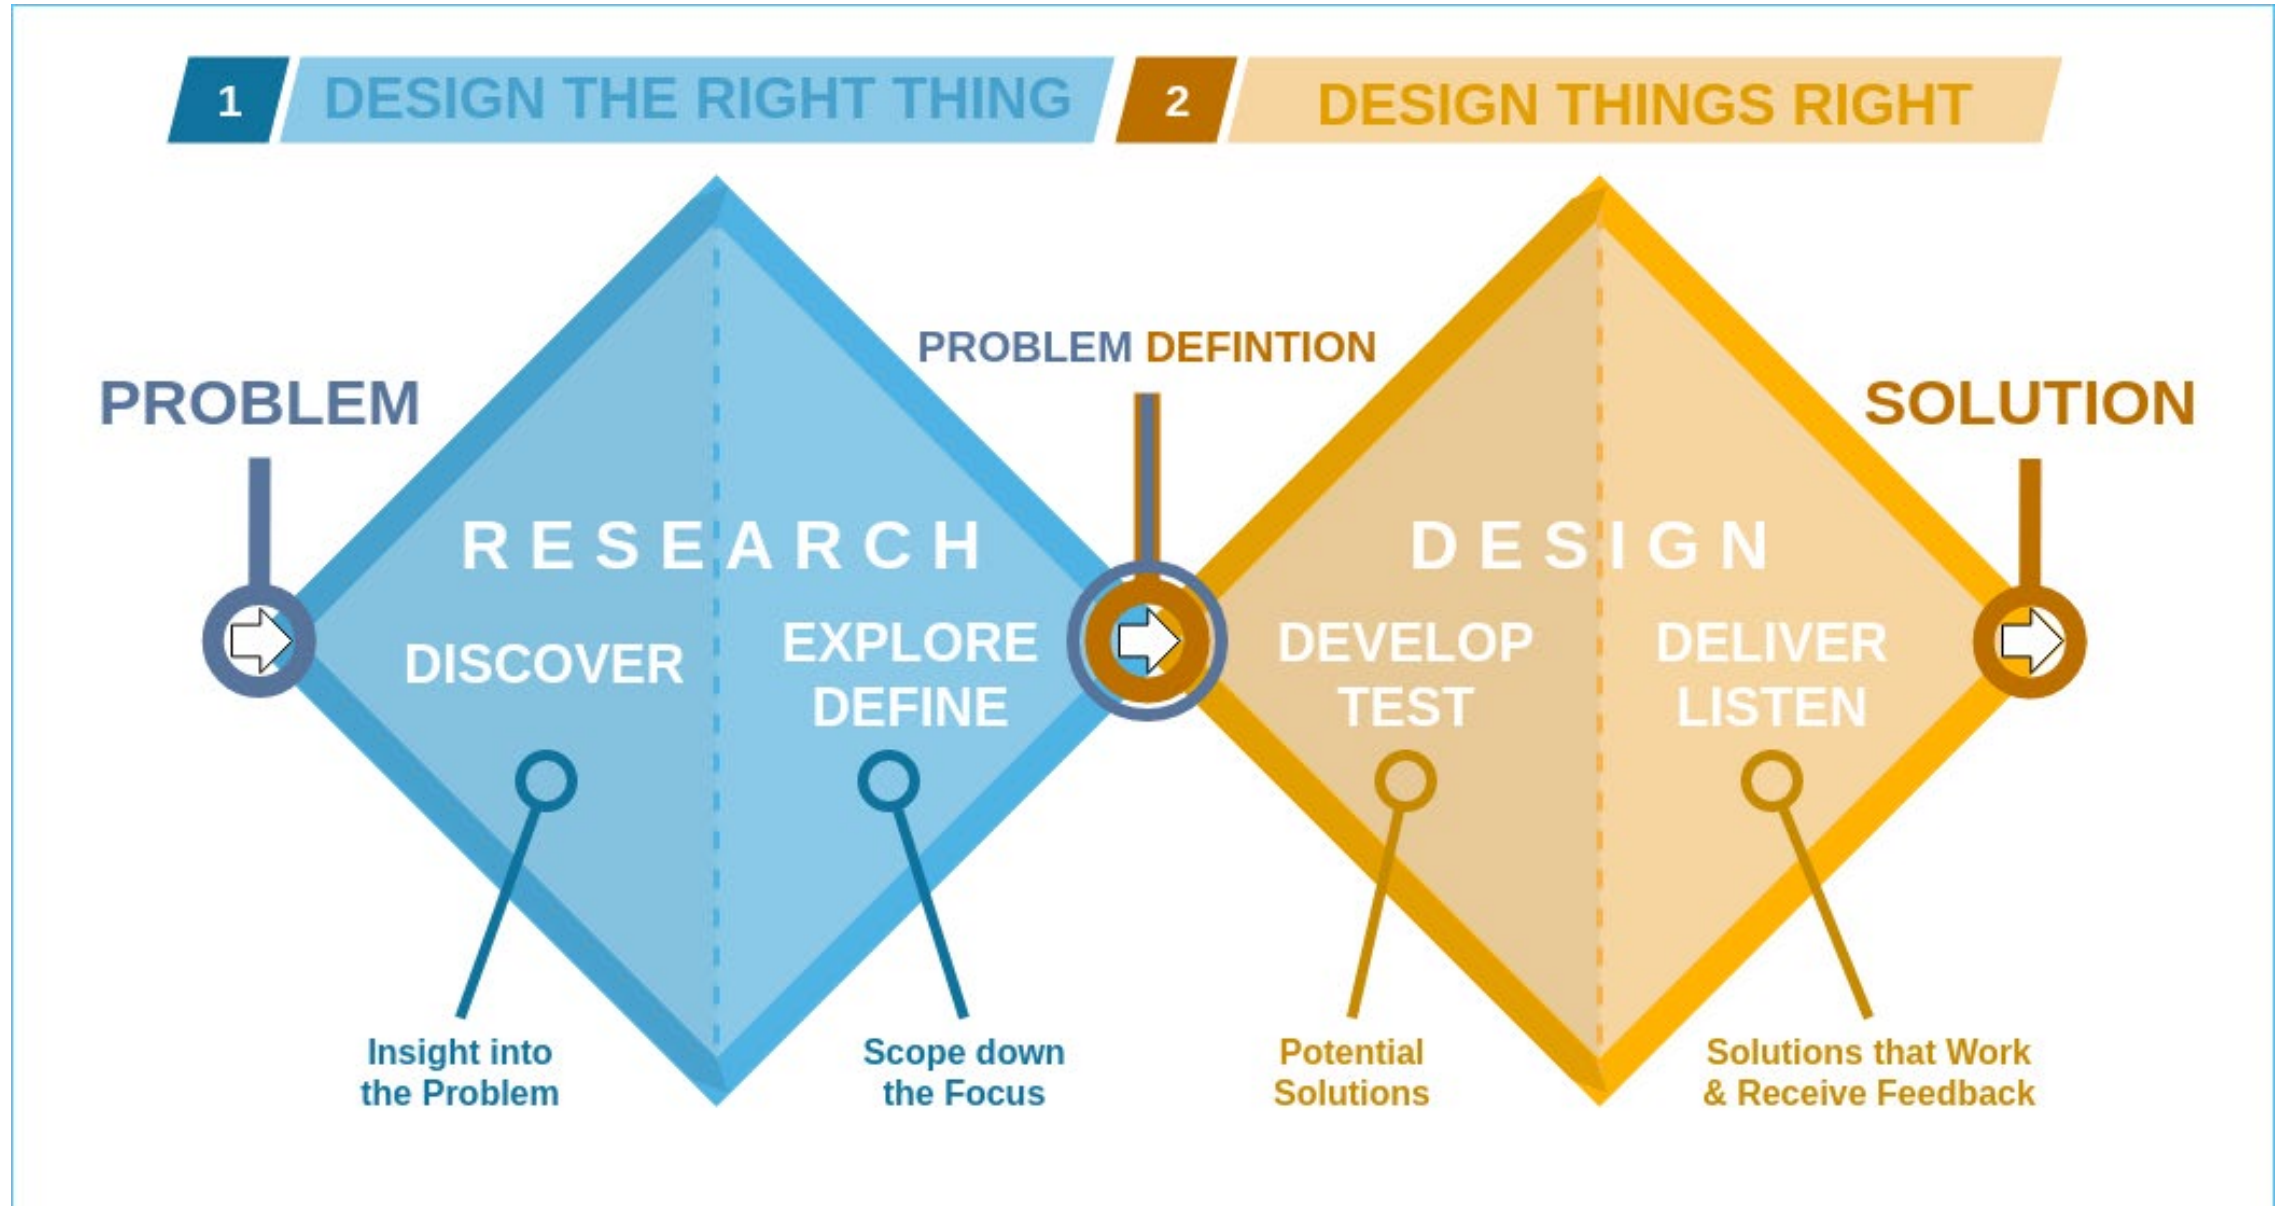 1 DESIGN THE RIGHT THING 2 DESIGN THINGS RIGHT
PROBLEM DEFINTION
PROBLEM
SOLUTION
RESEARCH
DISCOVER
EXPLORE
DEFINE
DESIGN
DEVELOP
TEST
DELIVER
LISTEN
Insight into
the Problem
Scope down
the Focus
Potential
Solutions
Solutions that Work
& Receive Feedback